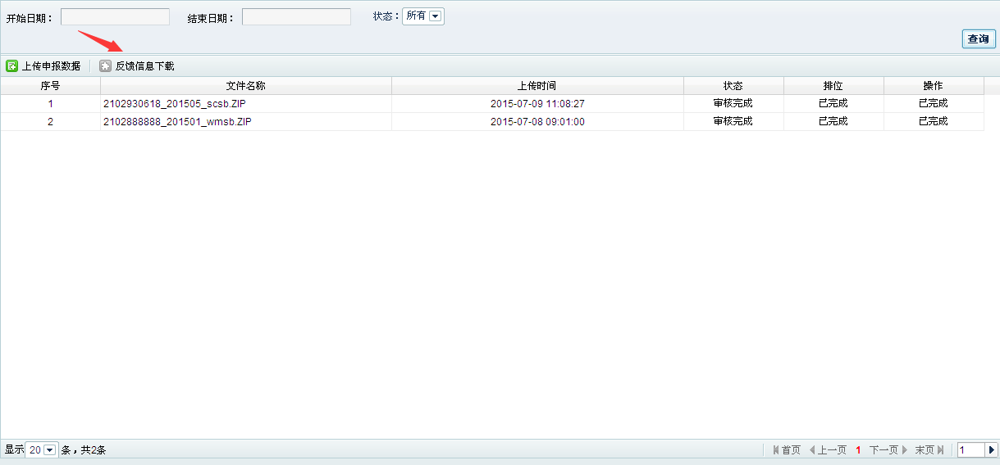 开始日期： 结束日期： 状态：所有
查询
上传申报数据 反馈信息下载
序号 文件名称 上传时间 状态 排位 操作
1 2102930618_201505_scsb.ZIP 2015-07-09 11:08:27 审核完成 已完成 已完成
2 2102888888_201501_wmsb.ZIP 2015-07-08 09:01:00 审核完成 已完成 已完成
显示 20 条，共2条 首页 上一页 1 下一页 末页 1